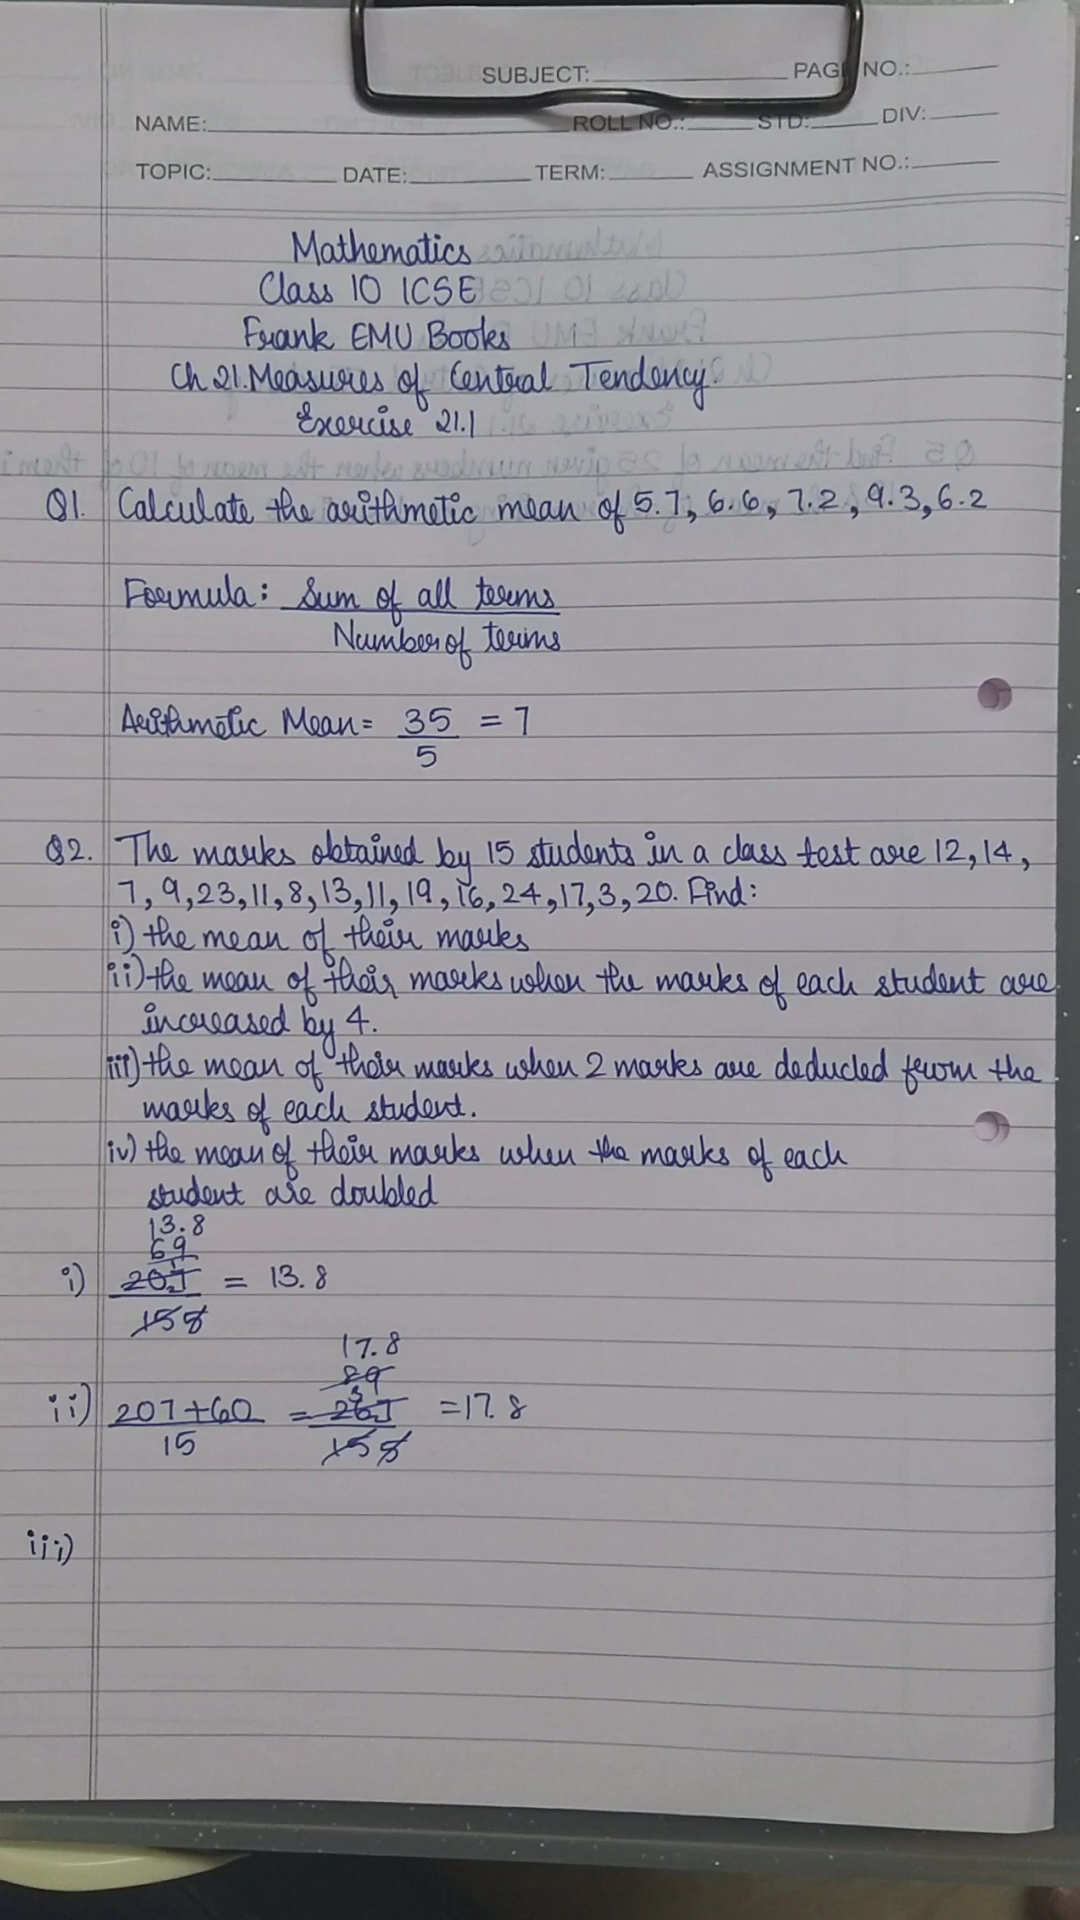 SUBJECT: PAGE NO.:
NAME: ROLL NO.: STD: DIV:
TOPIC: DATE: TERM: ASSIGNMENT NO.:
Mathematics
Class 10 ICSE
Frank EMU Books
Ch 21. Measures of Central Tendency.
Exercise 21.1
Q1. Calculate the arithmetic mean of 5.7, 6.6, 7.2, 9.3, 6.2
Formula: Sum of all terms
Number of terms
Arithmetic Mean = 35 = 7
5
Q2. The marks obtained by 15 students in a class test are 12, 14,
7, 9, 23, 11, 8, 13, 11, 19, 16, 24, 17, 3, 20. Find:
i) the mean of their marks
ii) the mean of their marks when the marks of each student are
increased by 4.
iii) the mean of their marks when 2 marks are deducted from the
marks of each student.
iv) the mean of their marks when the marks of each
student are doubled
13.8
69
i) 207 = 13.8
15 5
17.8
89
ii) 207+60 = 267 = 17.8
15 15 5
iii)